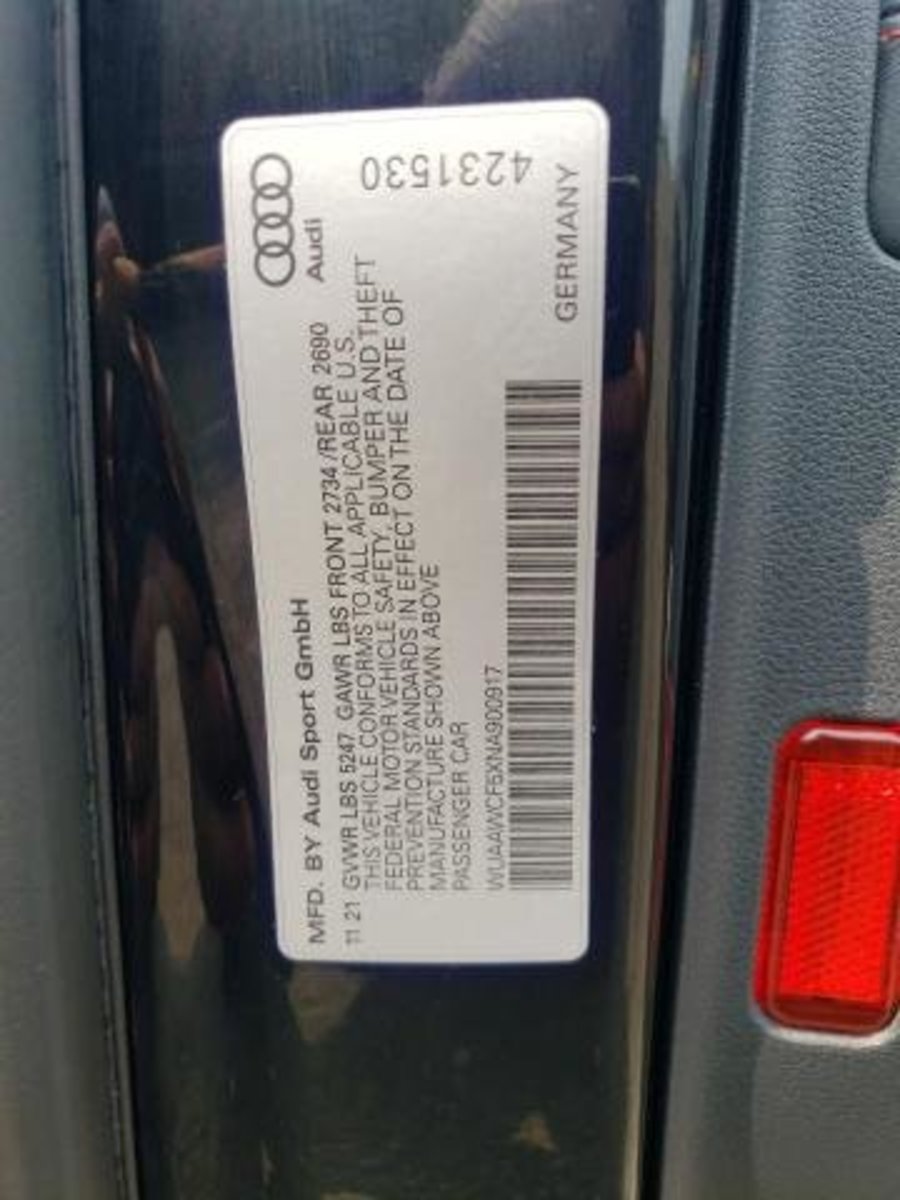 Audi
4231530
MFD. BY Audi Sport GmbH
11 21 GVWR LBS 5247 GAWR LBS FRONT 2734/REAR 2690
THIS VEHICLE CONFORMS TO ALL APPLICABLE U.S.
FEDERAL MOTOR VEHICLE SAFETY, BUMPER AND THEFT
PREVENTION STANDARDS IN EFFECT ON THE DATE OF
MANUFACTURE SHOWN ABOVE
PASSENGER CAR
WUAAWCF5XNA900917
GERMANY